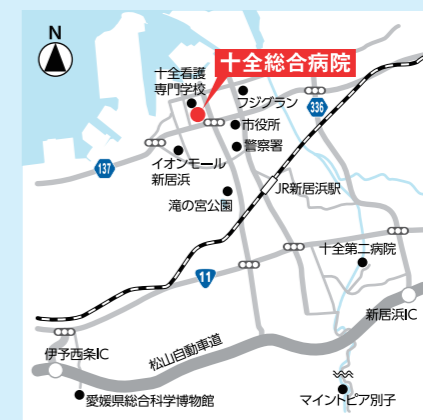 N
十全総合病院
十全看護
専門学校
フジグラン
336
市役所
警察署
イオンモール
新居浜
137
JR新居浜駅
滝の宮公園
十全第二病院
11
新居浜IC
松山自動車道
伊予西条IC
愛媛県総合科学博物館
マイントピア別子